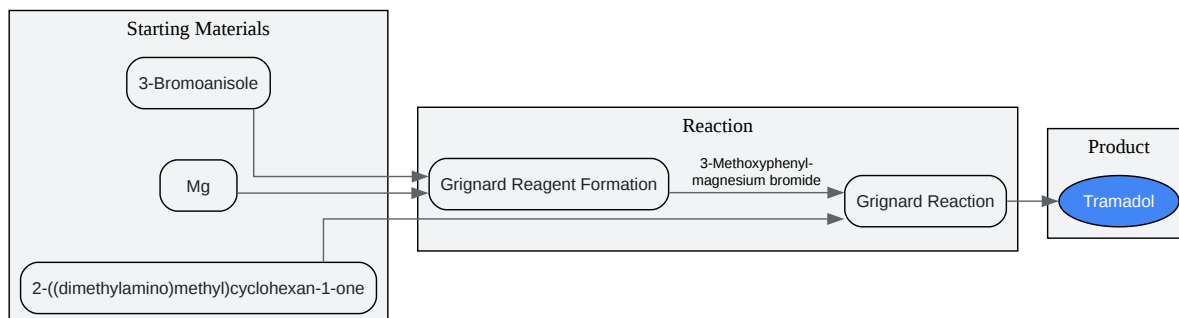 Starting Materials
3-Bromoanisole
Mg
2-((dimethylamino)methyl)cyclohexan-1-one
Reaction
Grignard Reagent Formation
3-Methoxyphenyl-
magnesium bromide
Grignard Reaction
Product
Tramadol